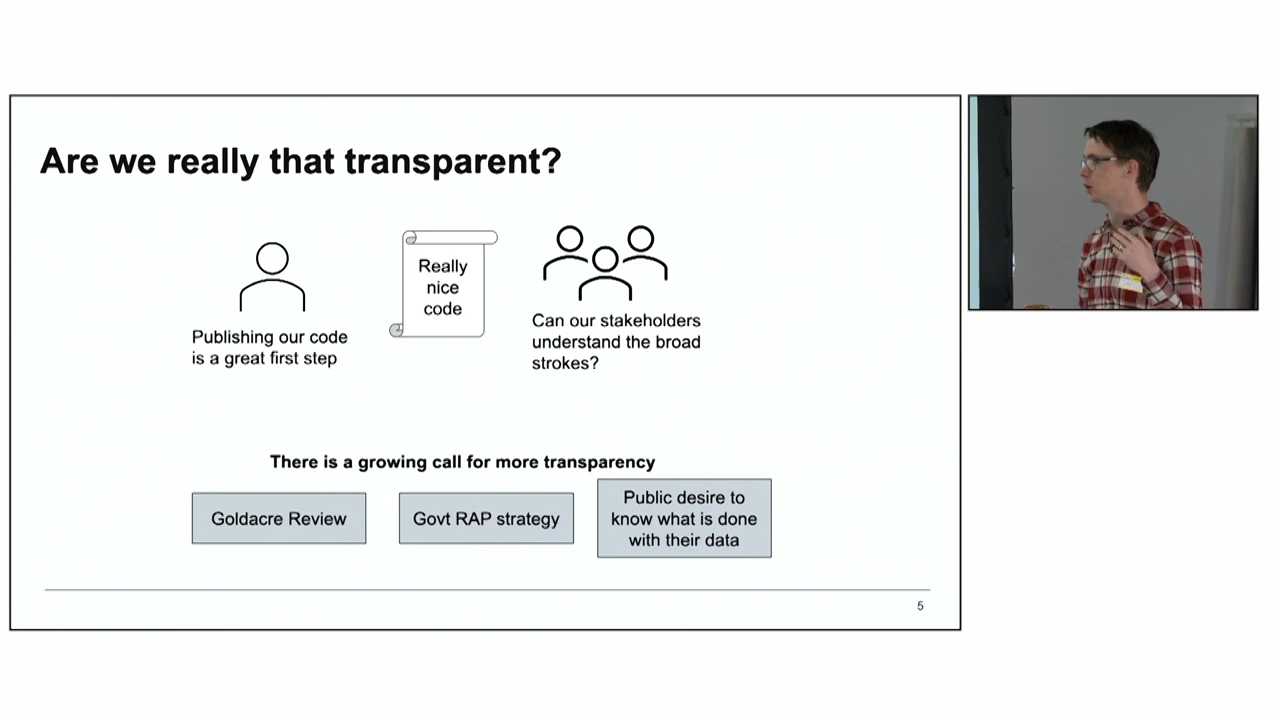 Are we really that transparent?
Really
nice
code
Publishing our code
is a great first step
Can our stakeholders
understand the broad
strokes?
There is a growing call for more transparency
Goldacre Review
Govt RAP strategy
Public desire to
know what is done
with their data
5